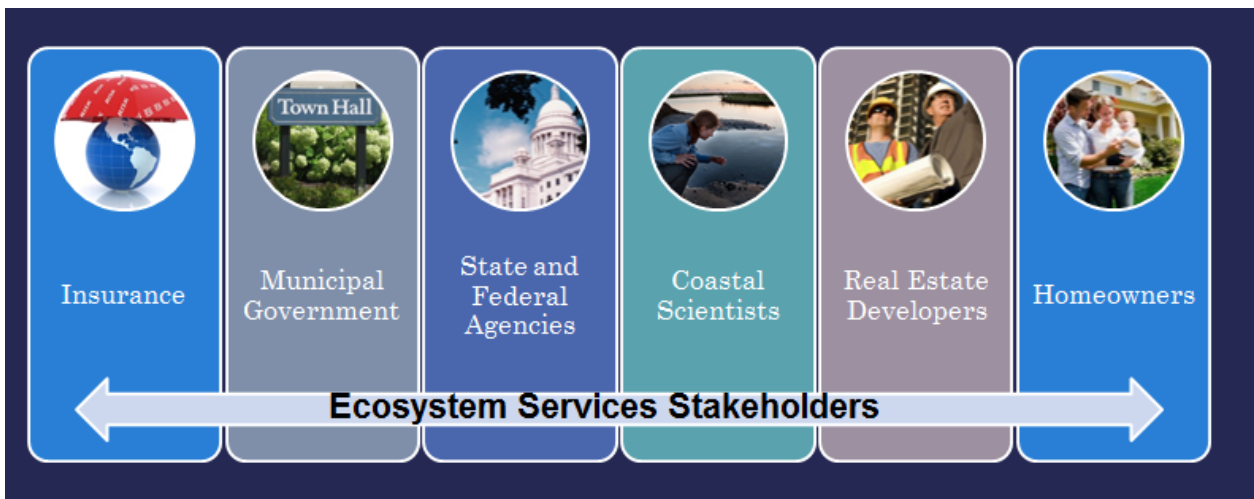 Town Hall
Insurance
Municipal
Government
State and
Federal
Agencies
Coastal
Scientists
Real Estate
Developers
Homeowners
Ecosystem Services Stakeholders